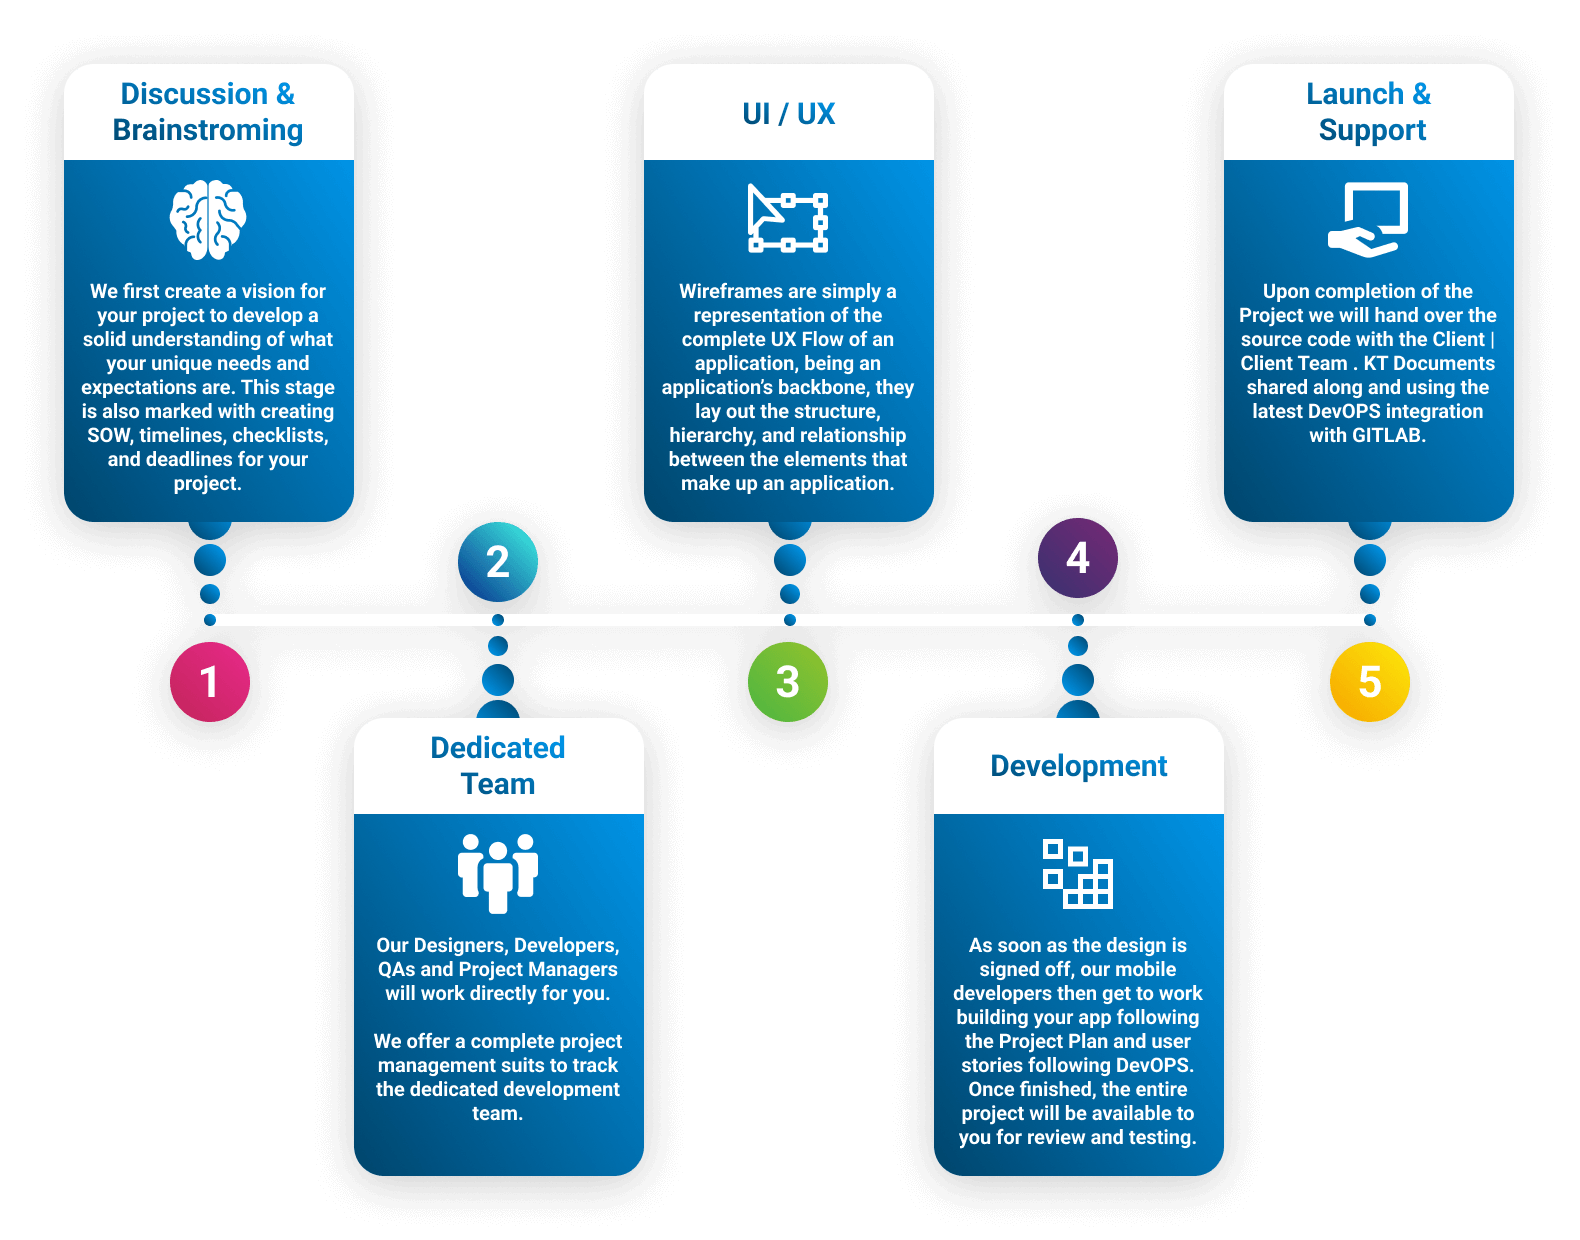 Discussion &
Brainstroming
We first create a vision for
your project to develop a
solid understanding of what
your unique needs and
expectations are. This stage
is also marked with creating
SOW, timelines, checklists,
and deadlines for your
project.
1
2
Dedicated
Team
Our Designers, Developers,
QAs and Project Managers
will work directly for you.
We offer a complete project
management suits to track
the dedicated development
team.
UI / UX
Wireframes are simply a
representation of the
complete UX Flow of an
application, being an
application's backbone, they
lay out the structure,
hierarchy, and relationship
between the elements that
make up an application.
3
4
Development
As soon as the design is
signed off, our mobile
developers then get to work
building your app following
the Project Plan and user
stories following DevOPS.
Once finished, the entire
project will be available to
you for review and testing.
Launch &
Support
Upon completion of the
Project we will hand over the
source code with the Client |
Client Team . KT Documents
shared along and using the
latest DevOPS integration
with GITLAB.
5